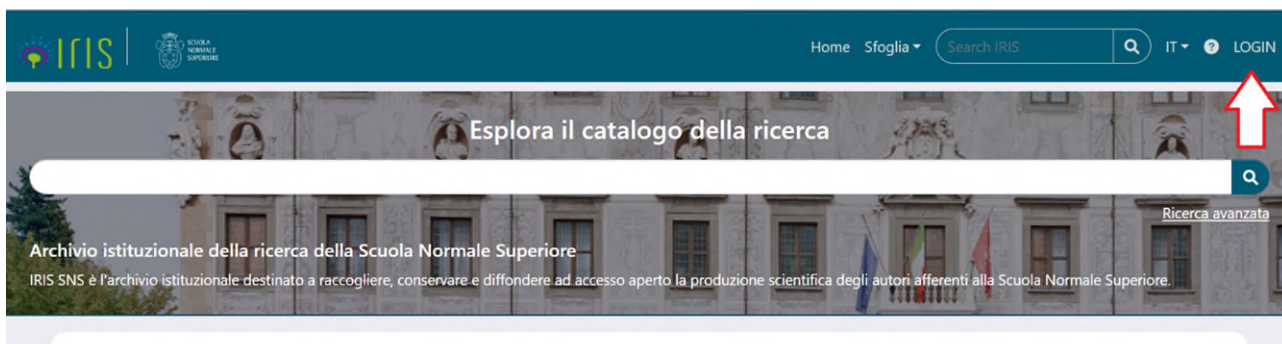 IRIS
SCUOLA
NORMALE
SUPERIORE
Home Sfoglia Search IRIS IT ? LOGIN
Esplora il catalogo della ricerca
Ricerca avanzata
Archivio istituzionale della ricerca della Scuola Normale Superiore
IRIS SNS è l'archivio istituzionale destinato a raccogliere, conservare e diffondere ad accesso aperto la produzione scientifica degli autori afferenti alla Scuola Normale Superiore.